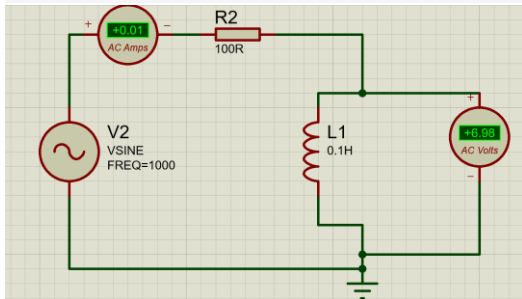 +
+0.01
AC Amps
−
R2
100R
V2
VSINE
FREQ=1000
L1
0.1H
+
+6.98
AC Volts
−